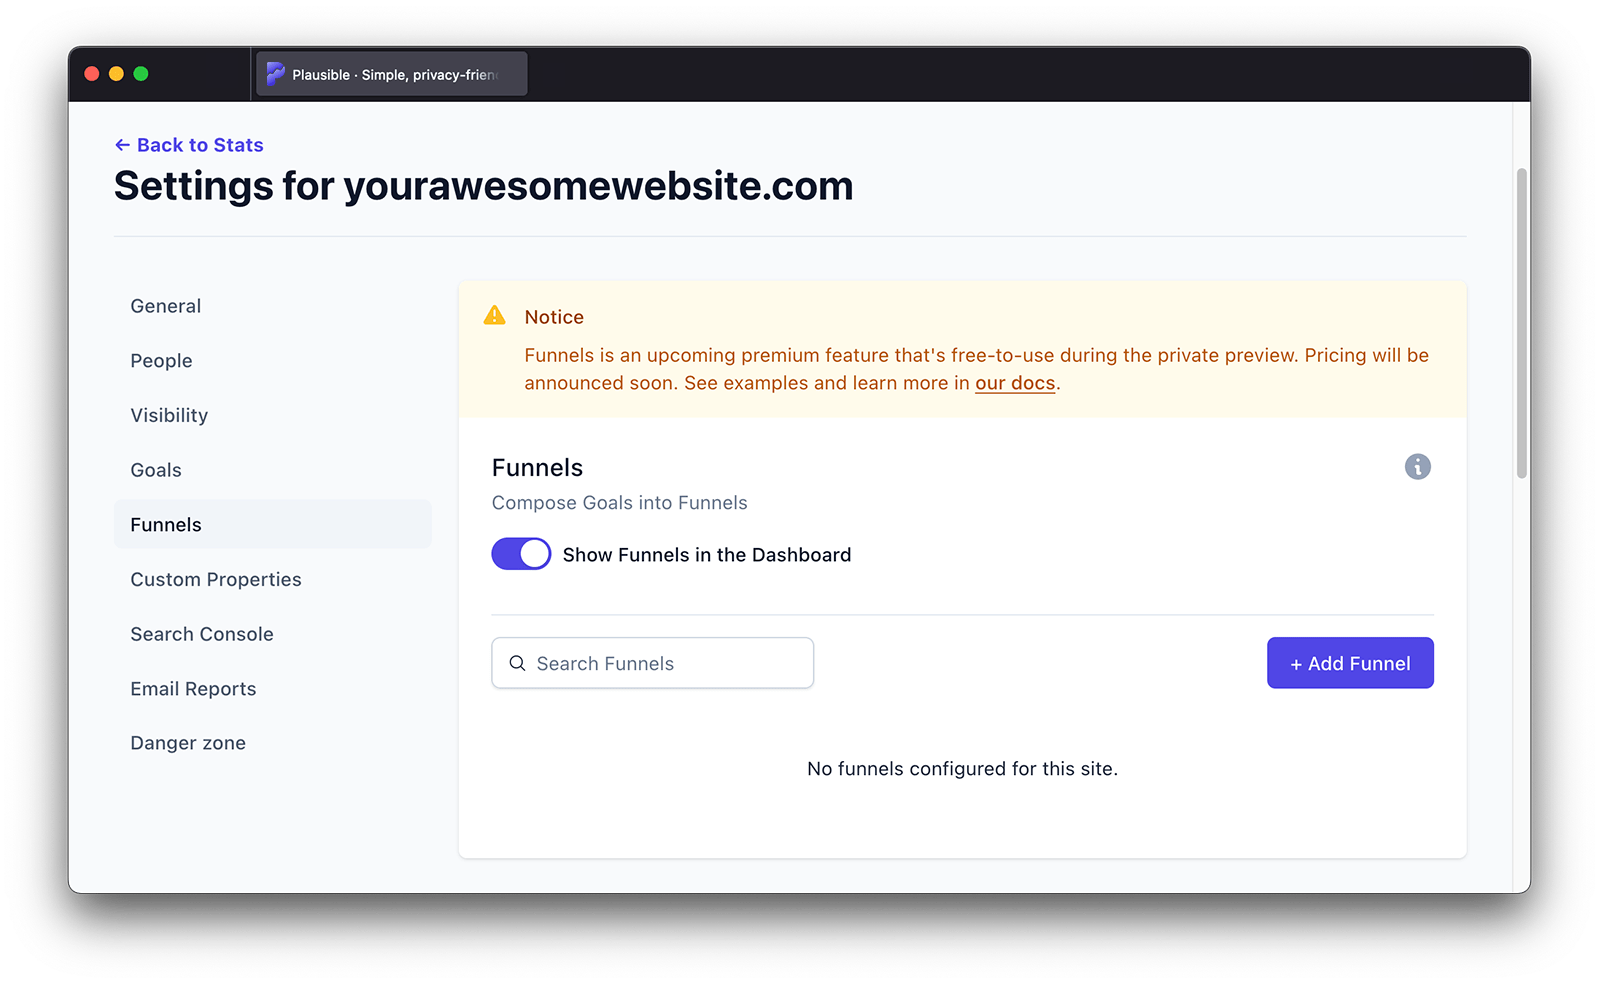 Plausible · Simple, privacy-frien
← Back to Stats
Settings for yourawesomewebsite.com
General
People
Visibility
Goals
Funnels
Custom Properties
Search Console
Email Reports
Danger zone
Notice
Funnels is an upcoming premium feature that's free-to-use during the private preview. Pricing will be
announced soon. See examples and learn more in our docs.
Funnels
Compose Goals into Funnels
Show Funnels in the Dashboard
Search Funnels
+ Add Funnel
No funnels configured for this site.